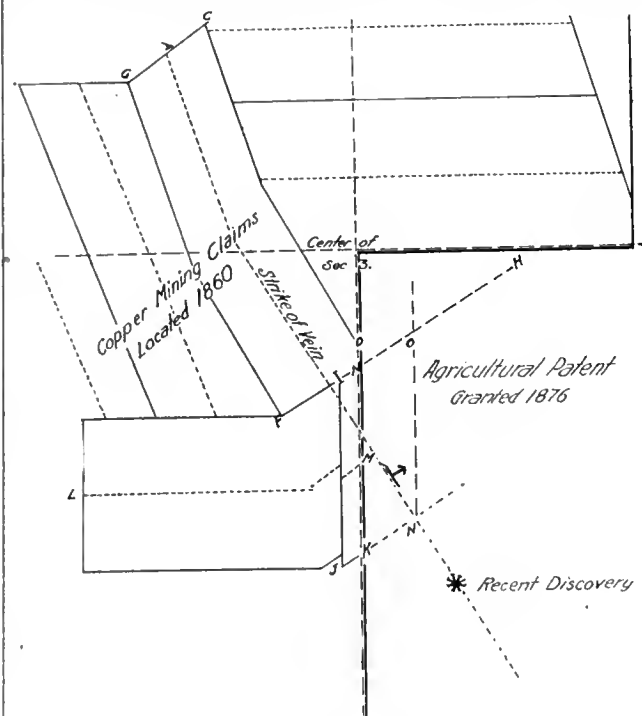 C
A
G
Center of
Sec 3.
H
Copper Mining Claims
Located 1860
Strike of Vein
O
O
Agricultural Patent
Granted 1876
I
N
F
M
L
N
K
J
Recent Discovery